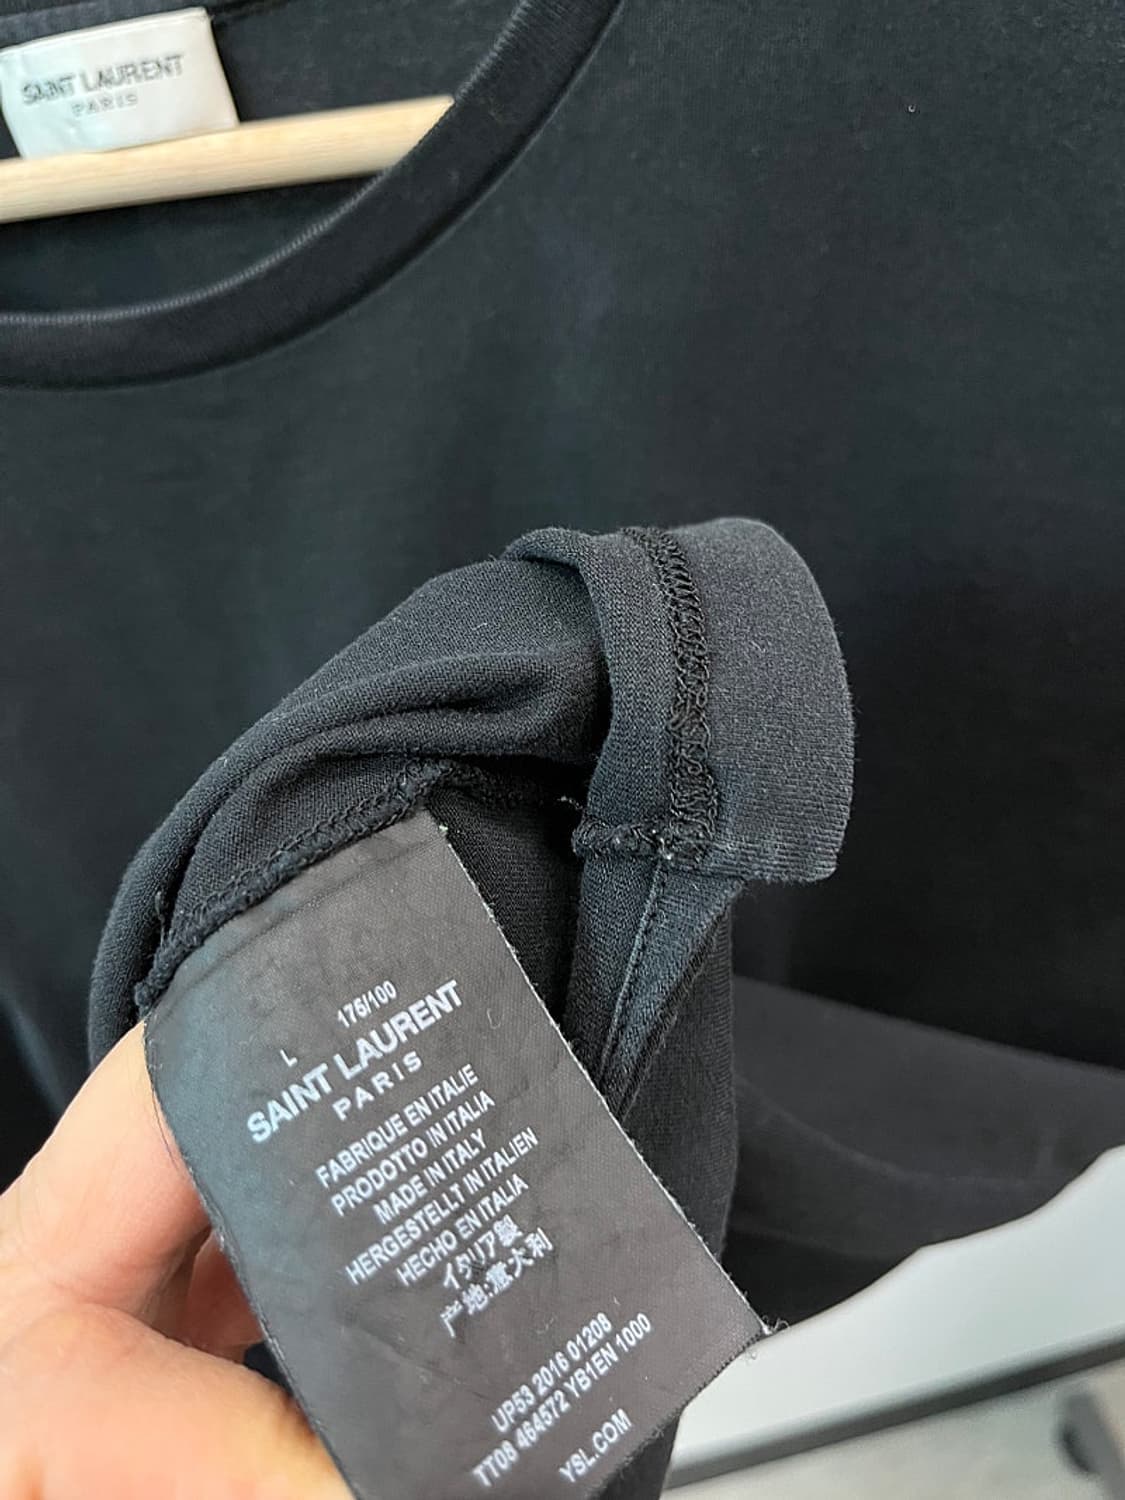 SAINT LAURENT
PARIS
L 175/100
SAINT LAURENT
PARIS
FABRIQUE EN ITALIE
PRODOTTO IN ITALIA
MADE IN ITALY
HERGESTELLT IN ITALIEN
HECHO EN ITALIA
イタリア製
产地:意大利
UP53 2016 01208
TT08 464572 YB1EN 1000
YSL.COM